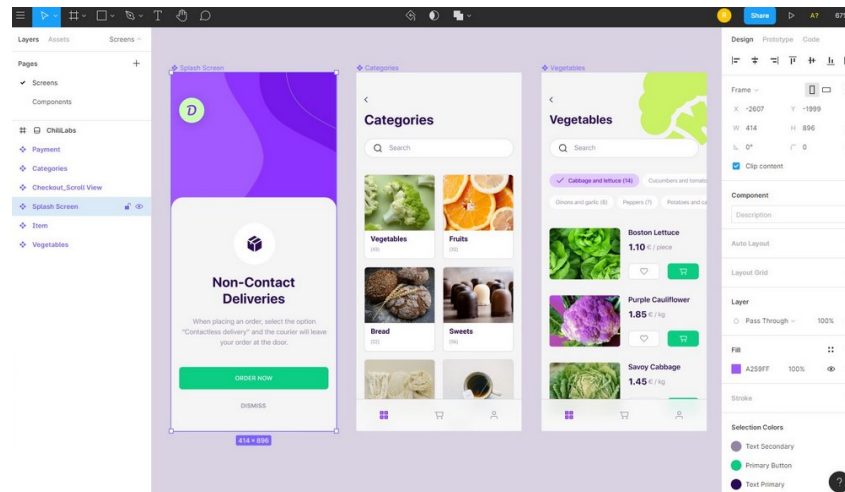 Share
A?
Layers Assets Screens
Pages
Screens
Components
ChiliLabs
Payment
Categories
Checkout_Scroll View
Splash Screen
Item
Vegetables
Splash Screen
D
Non-Contact
Deliveries
When placing an order, select the option
"Contactless delivery" and the courier will leave
your order at the door.
ORDER NOW
DISMISS
414 × 896
Categories
Categories
Search
Vegetables
Fruits
Bread
Sweets
Vegetables
Vegetables
Search
Cabbage and lettuce (14) Cucumbers and tomato
Onions and garlic (8) Peppers (7) Potatoes and ca
Boston Lettuce
1.10 € / piece
Purple Cauliflower
1.85 € / kg
Savoy Cabbage
1.45 € / kg
Design Prototype Code
Frame
X -2607 Y -1999
W 414 H 896
0° 0
Clip content
Component
Description
Auto Layout
Layout Grid
Layer
Pass Through 100%
Fill
A259FF 100%
Stroke
Selection Colors
Text Secondary
Primary Button
Text Primary
?